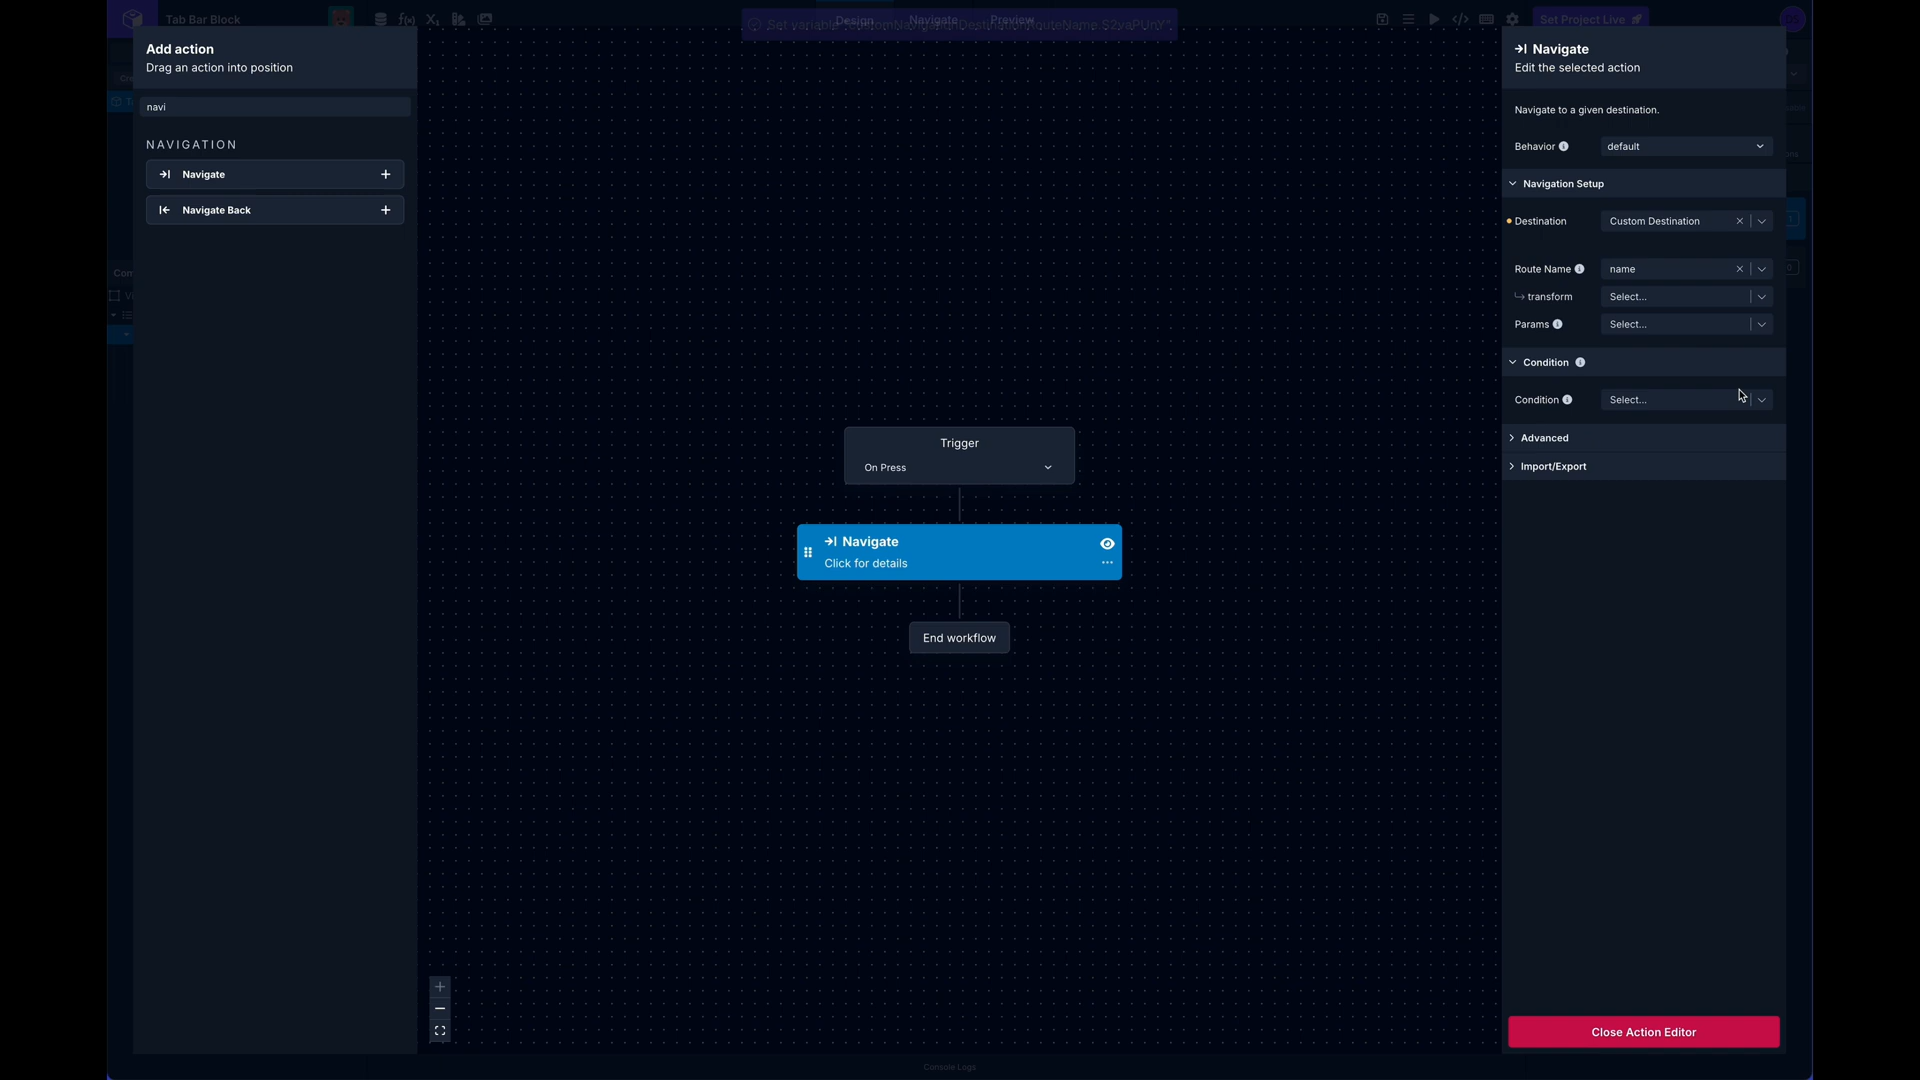 Tab Bar Block
Design
Navigate
Preview
Set Project Live
Add action
Drag an action into position
navi
NAVIGATION
Navigate
Navigate Back
Trigger
On Press
Navigate
Click for details
End workflow
Navigate
Edit the selected action
Navigate to a given destination.
Behavior default
Navigation Setup
Destination Custom Destination
Route Name name
transform Select...
Params Select...
Condition
Condition Select...
Advanced
Import/Export
Close Action Editor
Console Logs